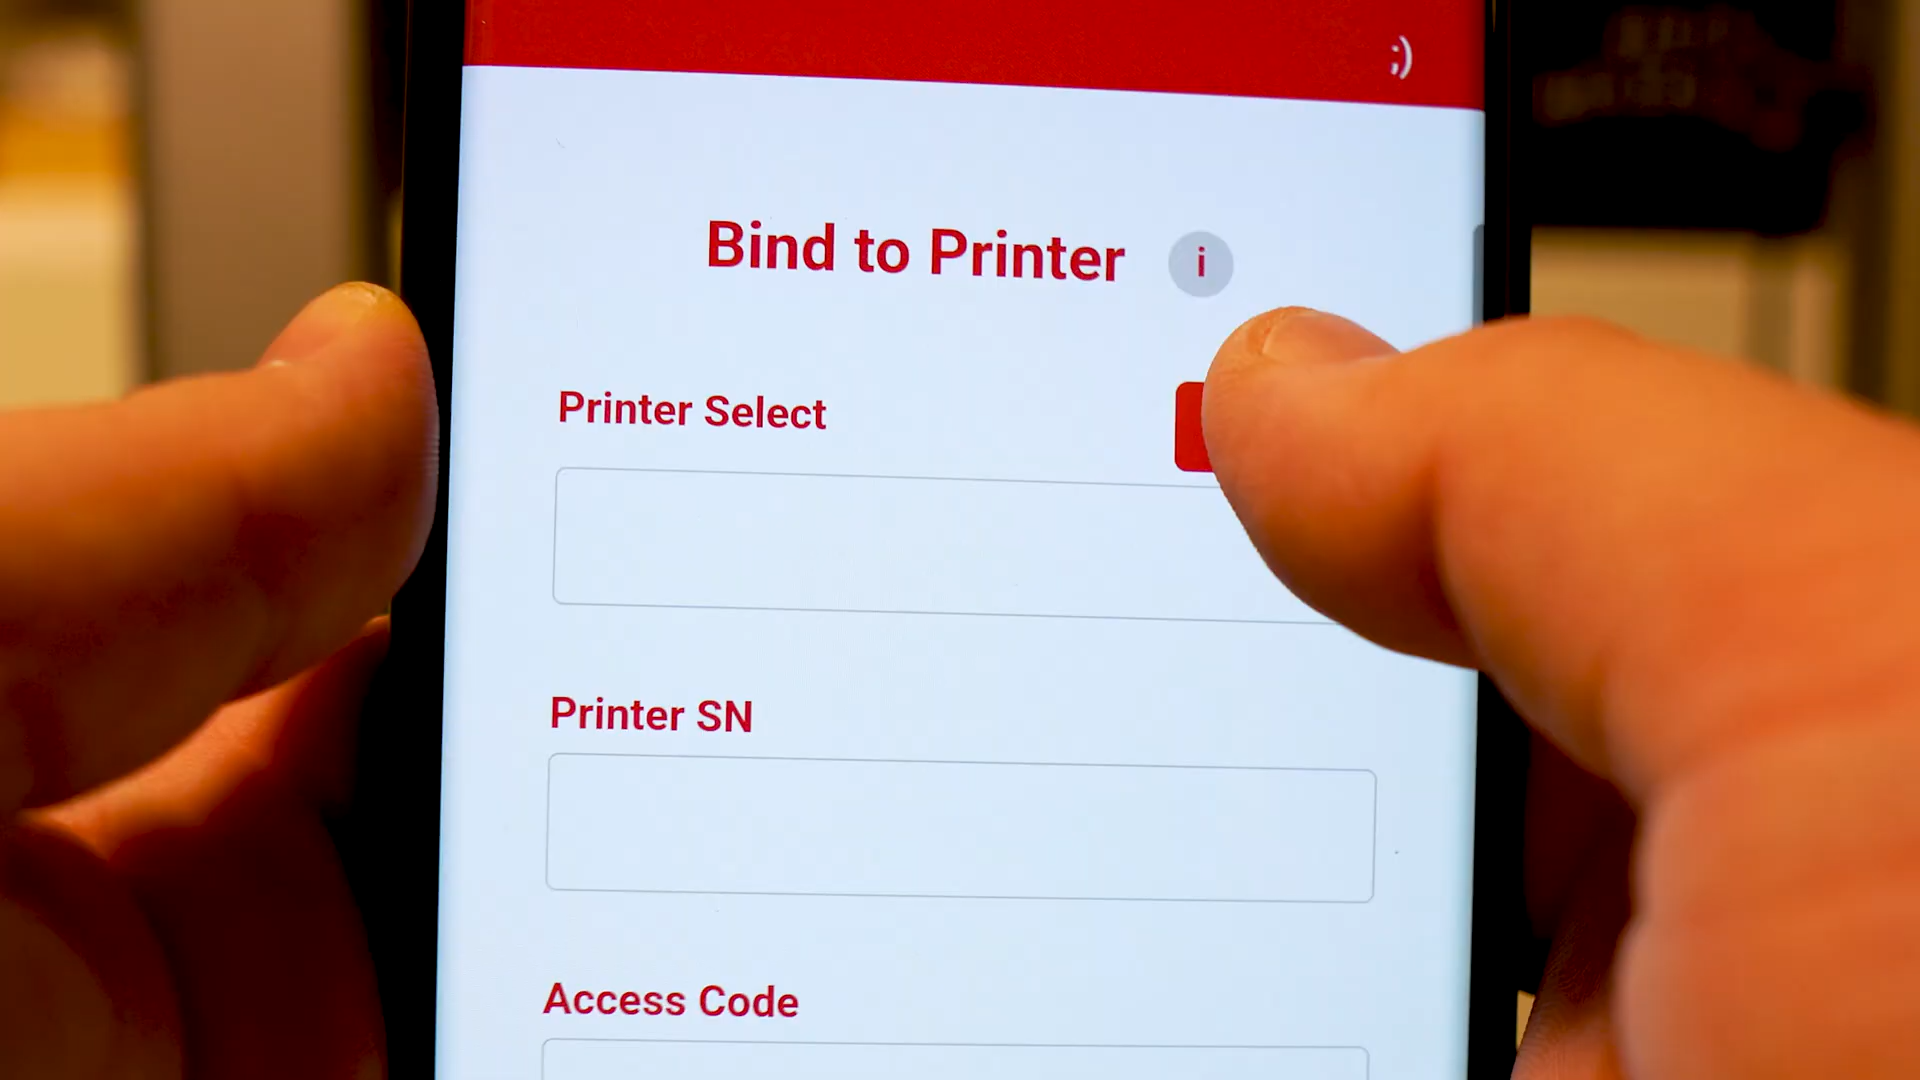 ;)
Bind to Printer i
Printer Select
Printer SN
Access Code